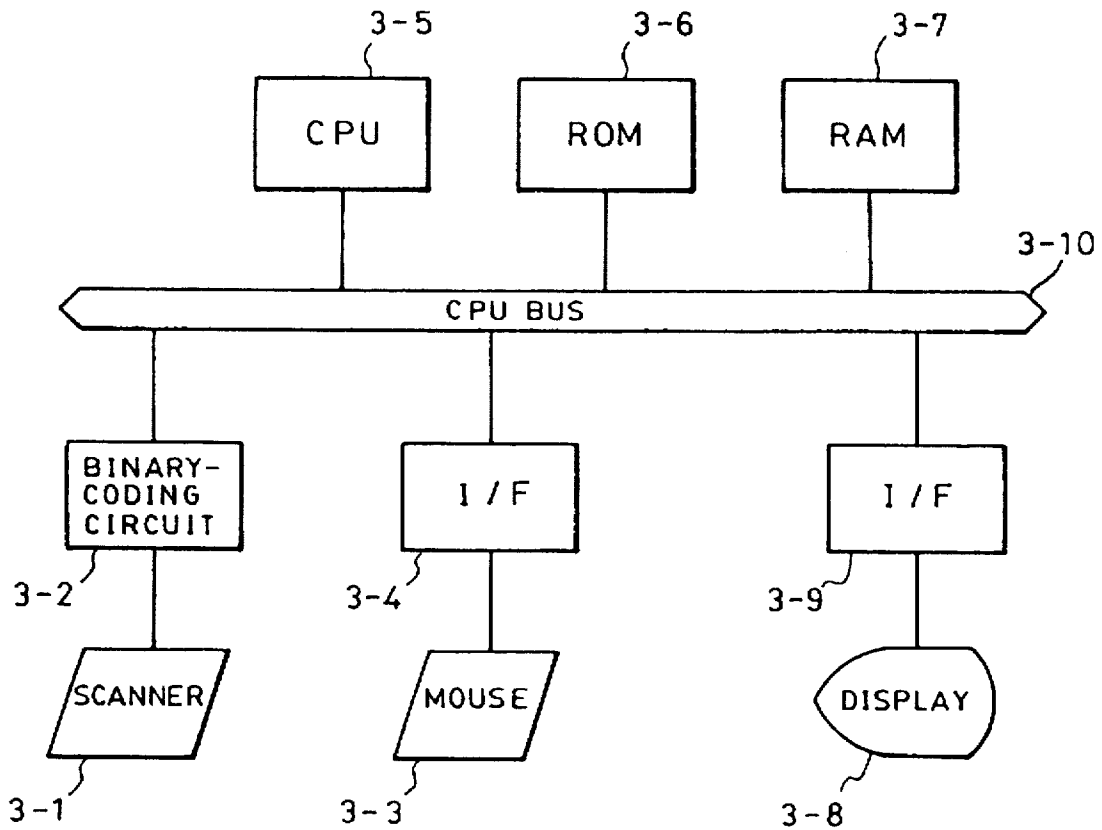 3-5
3-6
3-7
CPU
ROM
RAM
3-10
CPU BUS
BINARY-
CODING
CIRCUIT
I/F
I/F
3-2
3-4
3-9
SCANNER
MOUSE
DISPLAY
3-1
3-3
3-8